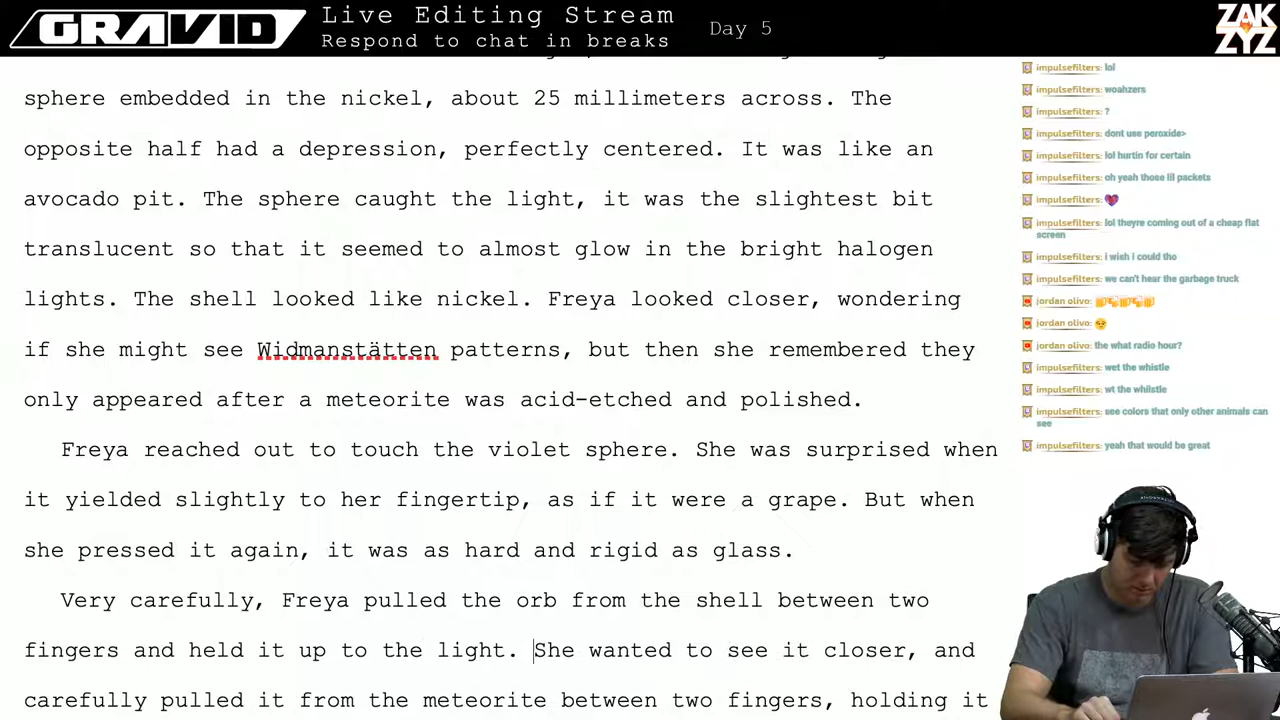 GRAVID
Live Editing Stream
Respond to chat in breaks
Day 5
ZAK
ZYZ
sphere embedded in the nickel, about 25 millimeters across. The
opposite half had a depression, perfectly centered. It was like an
avocado pit. The sphere caught the light, it was the slightest bit
translucent so that it seemed to almost glow in the bright halogen
lights. The shell looked like nickel. Freya looked closer, wondering
if she might see Widmanstatten patterns, but then she remembered they
only appeared after a meteorite was acid-etched and polished.
Freya reached out to touch the violet sphere. She was surprised when
it yielded slightly to her fingertip, as if it were a grape. But when
she pressed it again, it was as hard and rigid as glass.
Very carefully, Freya pulled the orb from the shell between two
fingers and held it up to the light. She wanted to see it closer, and
carefully pulled it from the meteorite between two fingers, holding it
impulsefilters: lol
impulsefilters: woahzers
impulsefilters: ?
impulsefilters: dont use peroxide>
impulsefilters: lol hurtin for certain
impulsefilters: oh yeah those lil packets
impulsefilters:
impulsefilters: lol theyre coming out of a cheap flat
screen
impulsefilters: i wish i could tho
impulsefilters: we can't hear the garbage truck
jordan olivo:
jordan olivo:
jordan olivo: the what radio hour?
impulsefilters: wet the whistle
impulsefilters: wt the whilstle
impulsefilters: see colors that only other animals can
see
impulsefilters: yeah that would be great